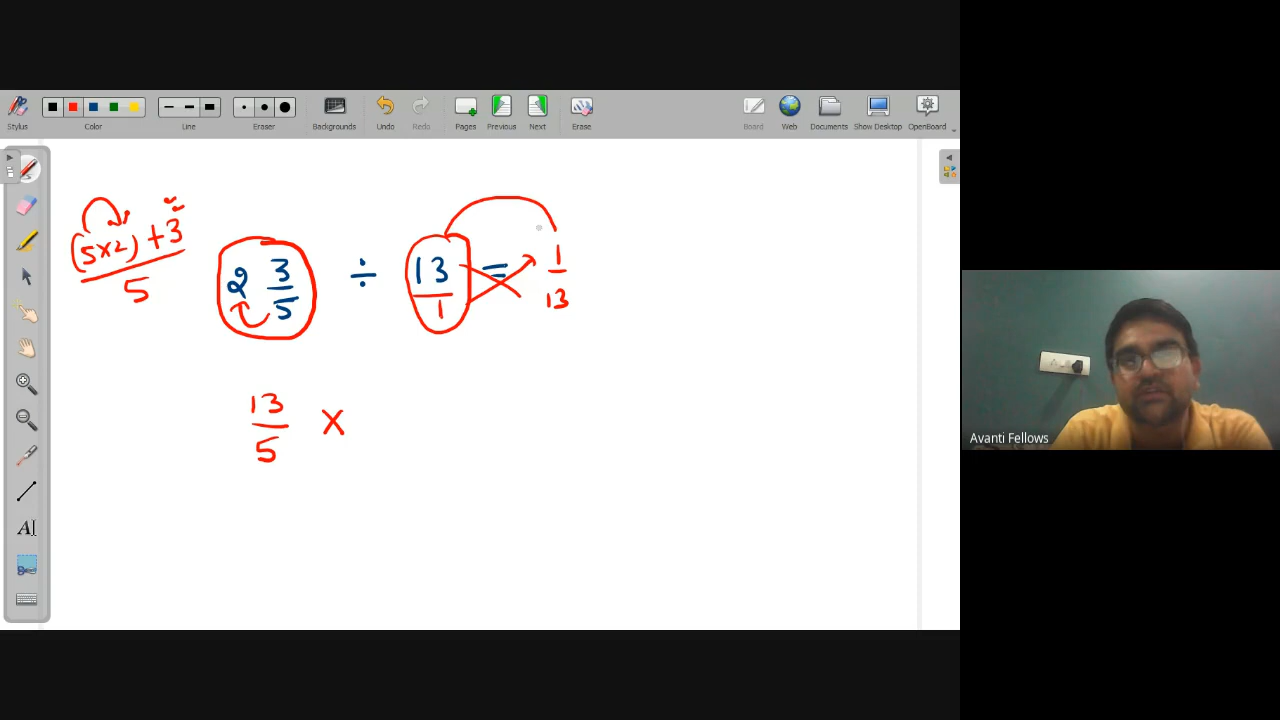 Stylus
Color
Line
Eraser
Backgrounds
Undo
Redo
Pages
Previous
Next
Erase
Board
Web
Documents
Show Desktop
OpenBoard
(5x2) + 3
5
2 3/5 ÷ 13/1 = 1/13
13/5 x
Avanti Fellows